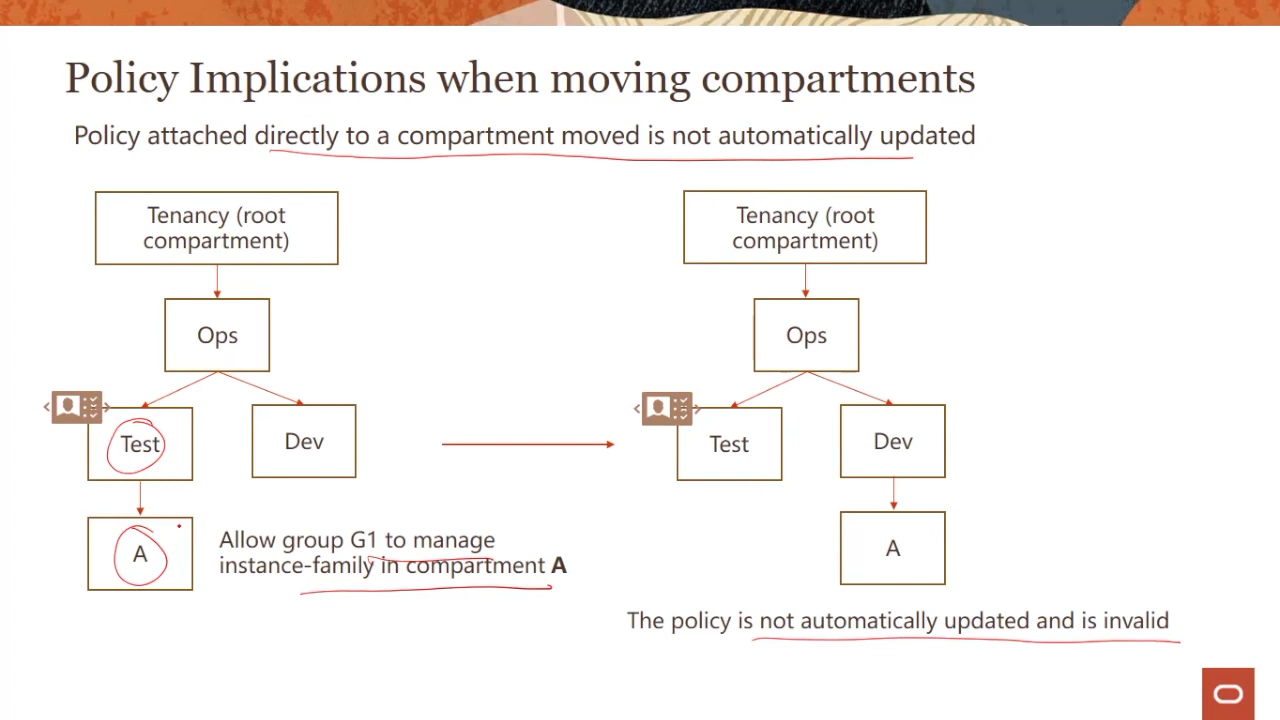 Policy Implications when moving compartments
Policy attached directly to a compartment moved is not automatically updated
Tenancy (root
compartment)
Ops
Test
Dev
A
Allow group G1 to manage
instance-family in compartment A
Tenancy (root
compartment)
Ops
Test
Dev
A
The policy is not automatically updated and is invalid